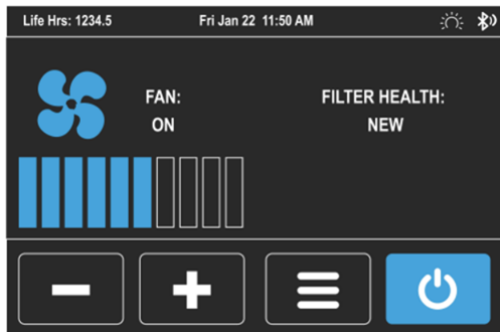 Life Hrs: 1234.5 Fri Jan 22 11:50 AM
FAN:
ON
FILTER HEALTH:
NEW